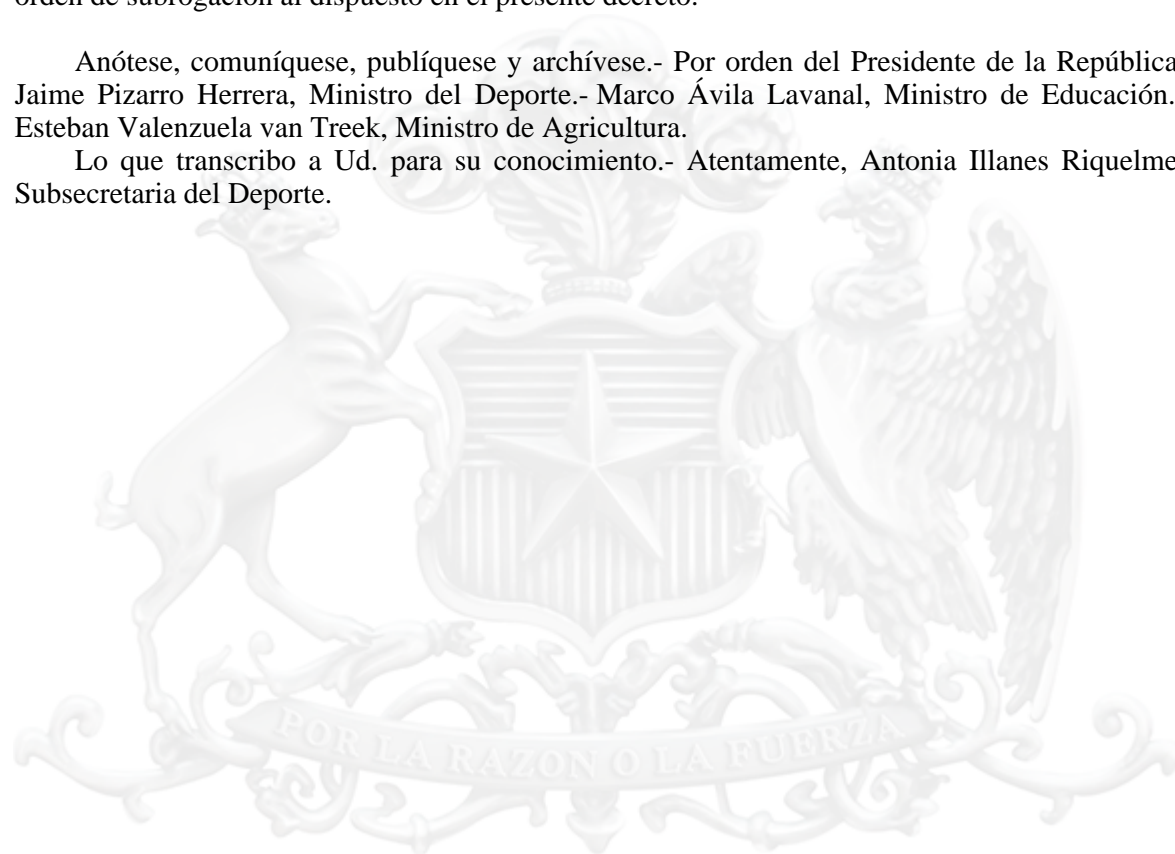 orden de subrogación al dispuesto en el presente decreto.
Anótese, comuníquese, publíquese y archívese.- Por orden del Presidente de la República
Jaime Pizarro Herrera, Ministro del Deporte.- Marco Ávila Lavanal, Ministro de Educación.
Esteban Valenzuela van Treek, Ministro de Agricultura.
Lo que transcribo a Ud. para su conocimiento.- Atentamente, Antonia Illanes Riquelme
Subsecretaria del Deporte.
POR LA RAZON O LA FUERZA